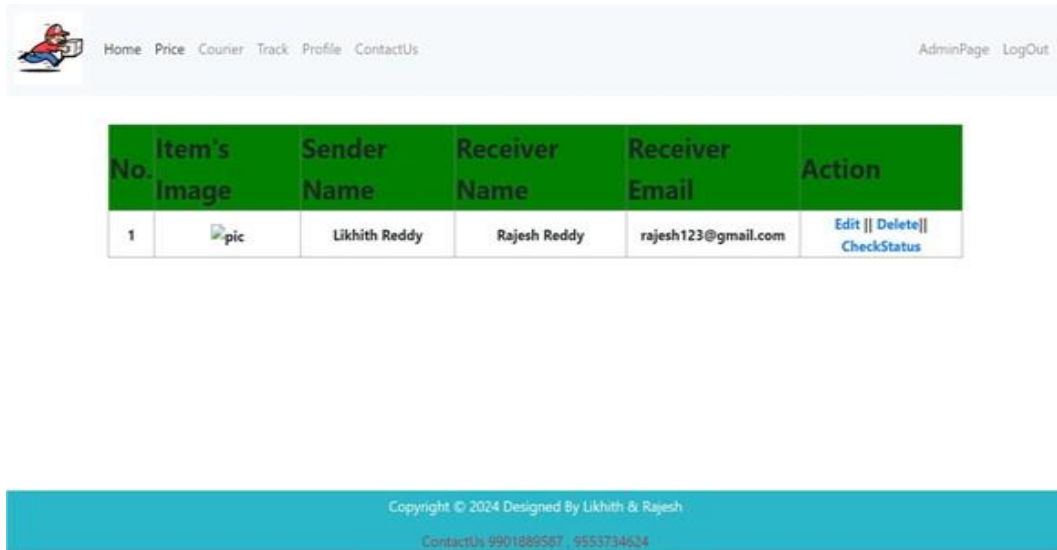 Home Price Courier Track Profile ContactUs AdminPage LogOut
No. Item's Image Sender Name Receiver Name Receiver Email Action
1 pic Likhith Reddy Rajesh Reddy rajesh123@gmail.com Edit || Delete|| CheckStatus
Copyright © 2024 Designed By Likhith & Rajesh
ContactUs 9901889587 , 9553734624